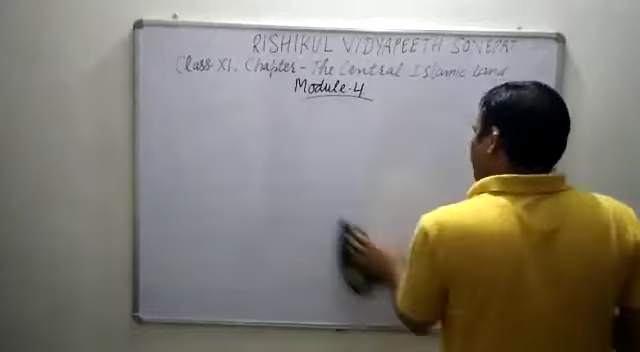 RISHIKUL VIDYAPEETH SONEPAT
Class XI. Chapter - The Central Islamic Land
Module-4